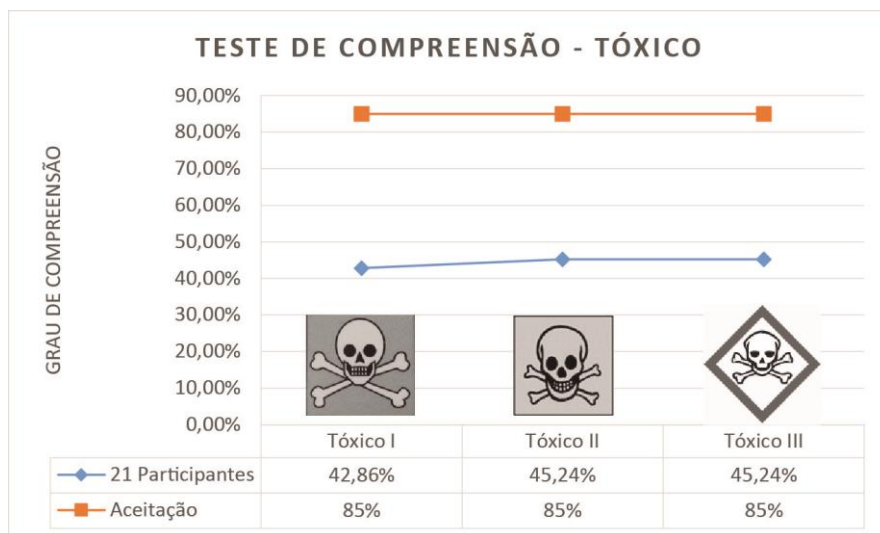 TESTE DE COMPREENSÃO - TÓXICO
GRAU DE COMPREENSÃO
90,00%
80,00%
70,00%
60,00%
50,00%
40,00%
30,00%
20,00%
10,00%
0,00%
Tóxico I Tóxico II Tóxico III
21 Participantes 42,86% 45,24% 45,24%
Aceitação 85% 85% 85%